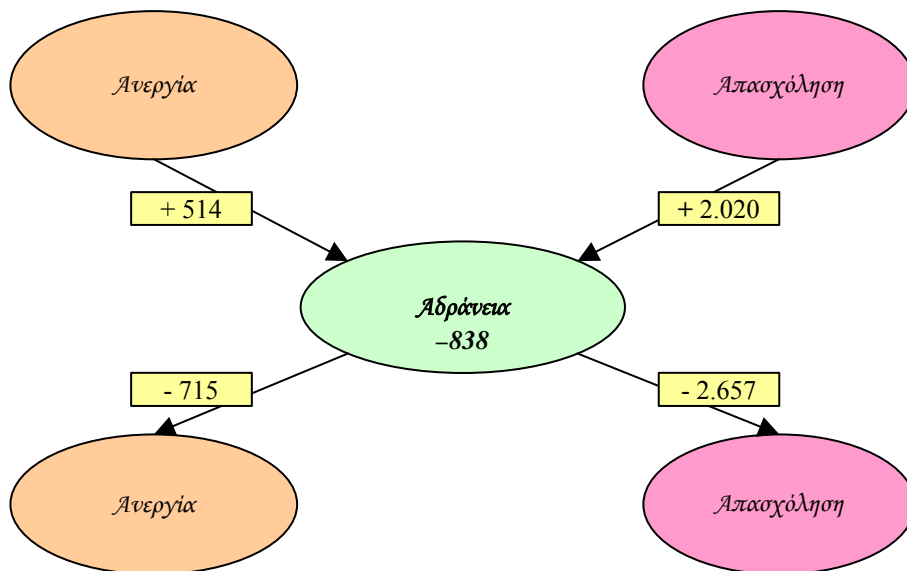 Ανεργία
Απασχόληση
+ 514
+ 2.020
Αδράνεια
–838
- 715
- 2.657
Ανεργία
Απασχόληση